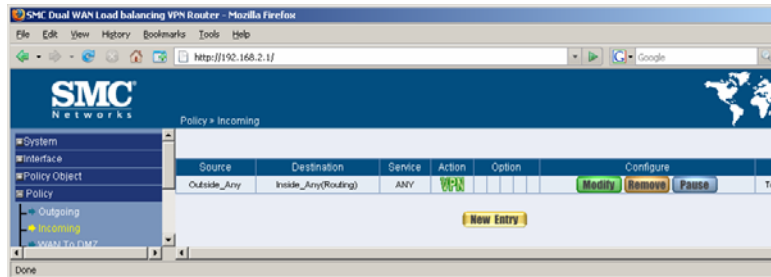 SMC Dual WAN Load balancing VPN Router - Mozilla Firefox
File Edit View History Bookmarks Tools Help
http://192.168.2.1/
G Google
SMC
Networks
Policy » Incoming
System
Interface
Policy Object
Policy
Outgoing
Incoming
WAN To DMZ
Source Destination Service Action Option Configure
Outside_Any Inside_Any(Routing) ANY VPN Modify Remove Pause
New Entry
Done